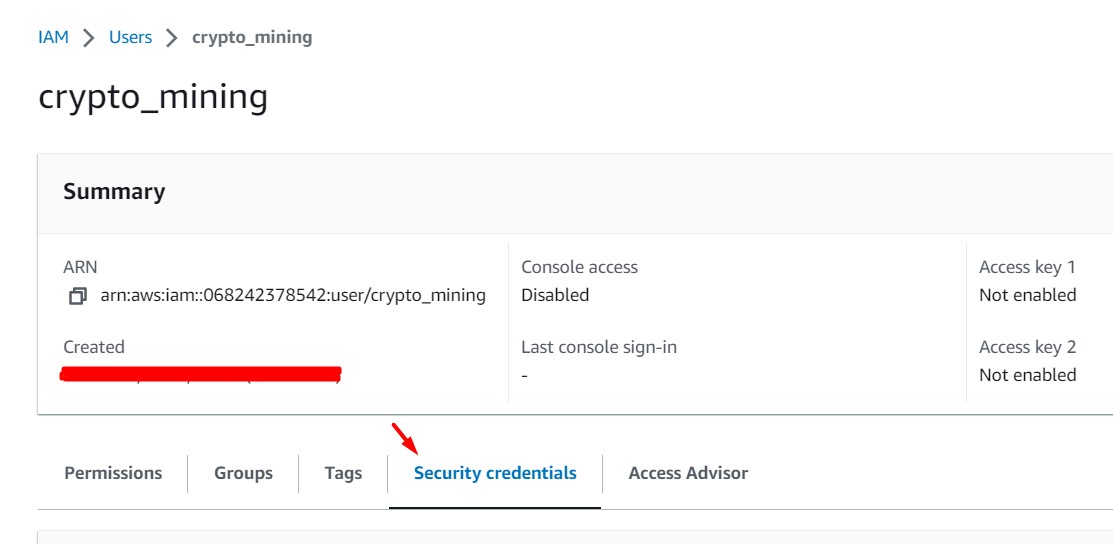 IAM > Users > crypto_mining
crypto_mining
Summary
ARN
arn:aws:iam::068242378542:user/crypto_mining
Created
Console access
Disabled
Last console sign-in
-
Access key 1
Not enabled
Access key 2
Not enabled
Permissions Groups Tags Security credentials Access Advisor